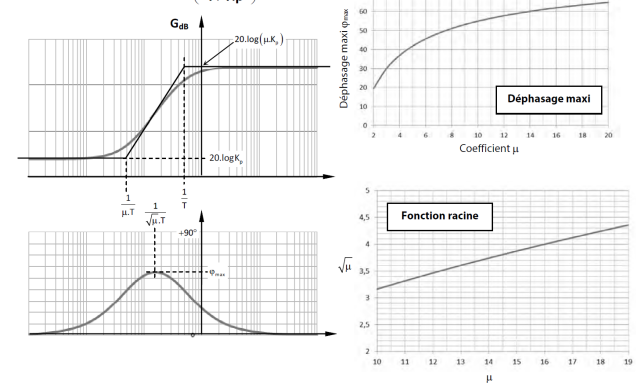 G_dB
20.log(μ.K_p)
20.logK_p
1/(μ.T)
1/(√μ.T)
1/T
+90°
φ_max
0
Déphasage maxi φ_max
60
50
40
30
20
10
0
2 4 6 8 10 12 14 16 18 20
Déphasage maxi
Coefficient μ
5
4,5
4
3,5
3
2,5
2
√μ
Fonction racine
10 11 12 13 14 15 16 17 18 19
μ